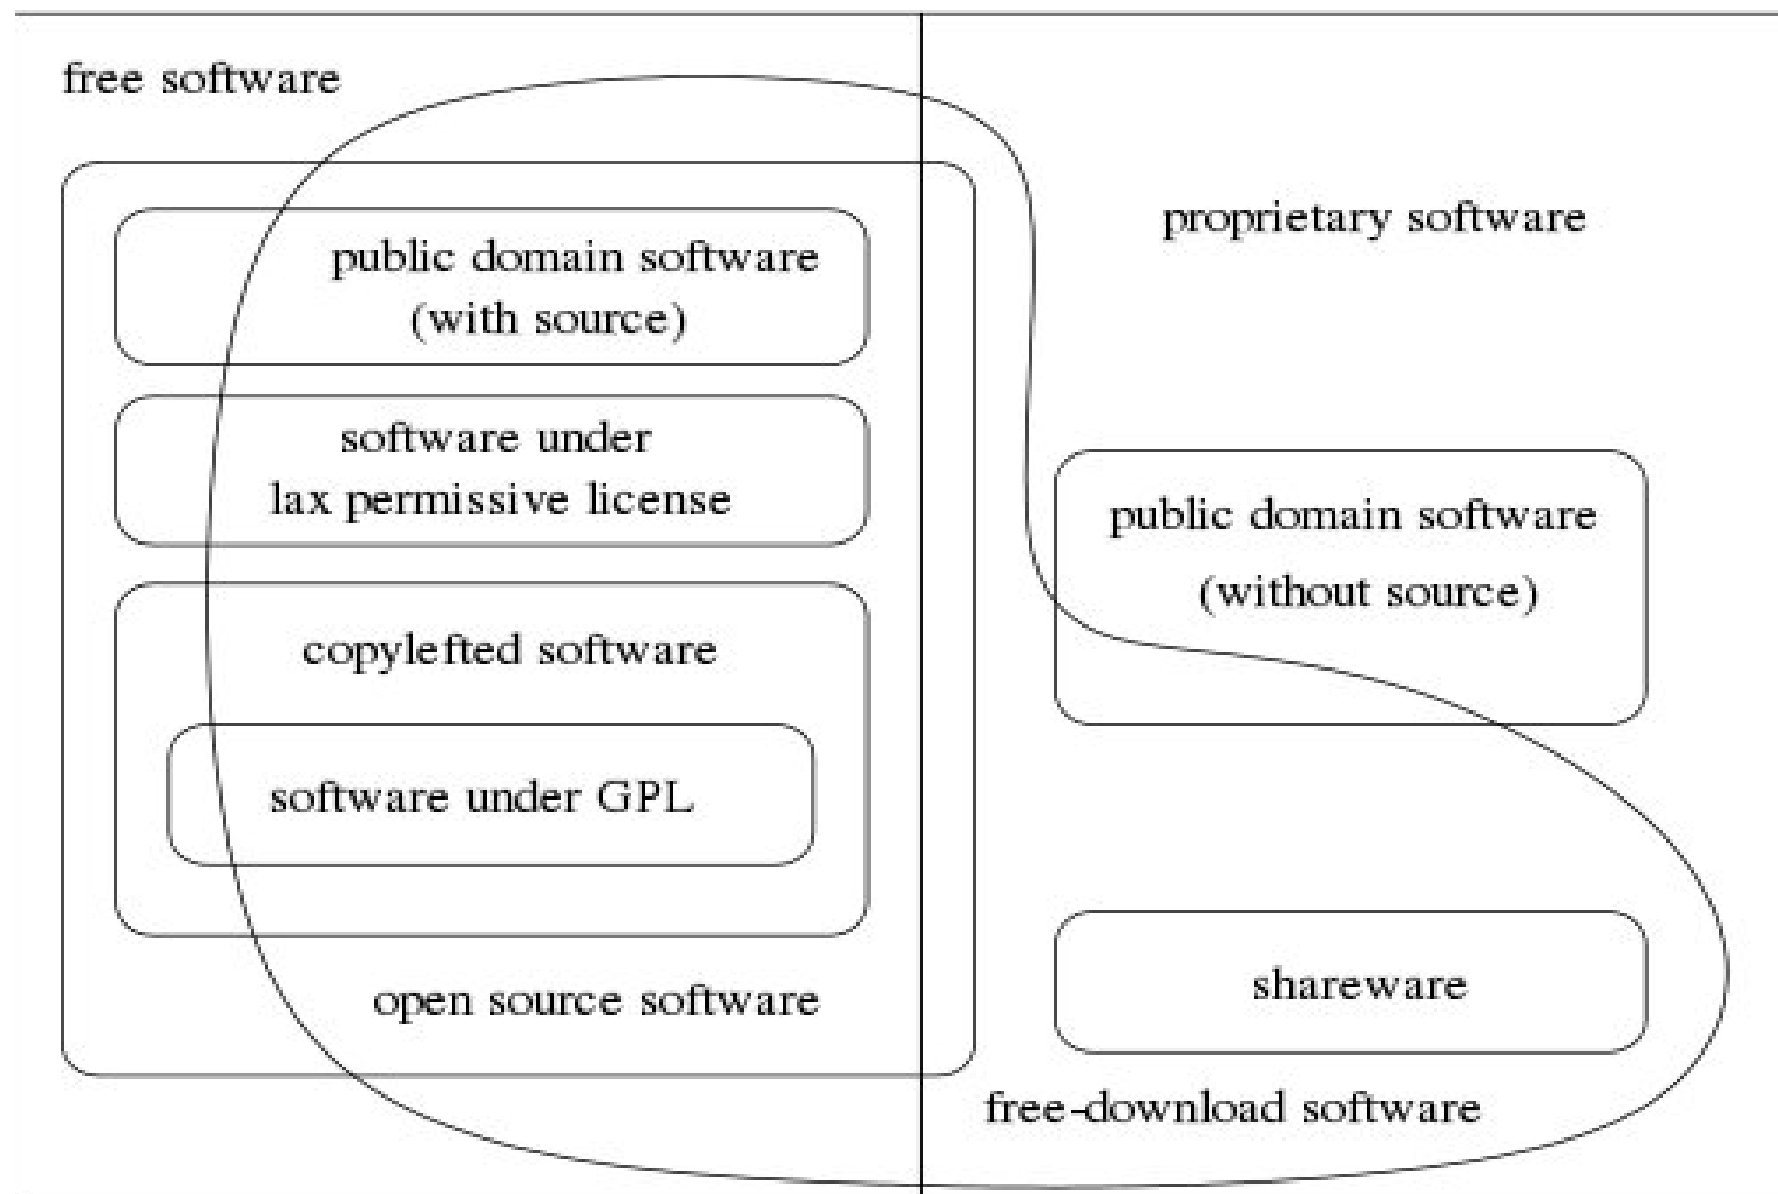 free software
proprietary software
public domain software
(with source)
software under
lax permissive license
public domain software
(without source)
copylefted software
software under GPL
shareware
open source software
free-download software